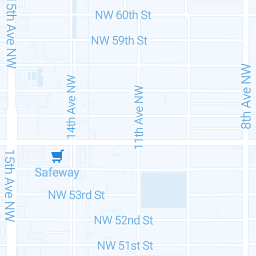 NW 60th St
15th Ave NW
NW 59th St
14th Ave NW
11th Ave NW
8th Ave NW
15th Ave NW
Safeway
NW 53rd St
NW 52nd St
NW 51st St